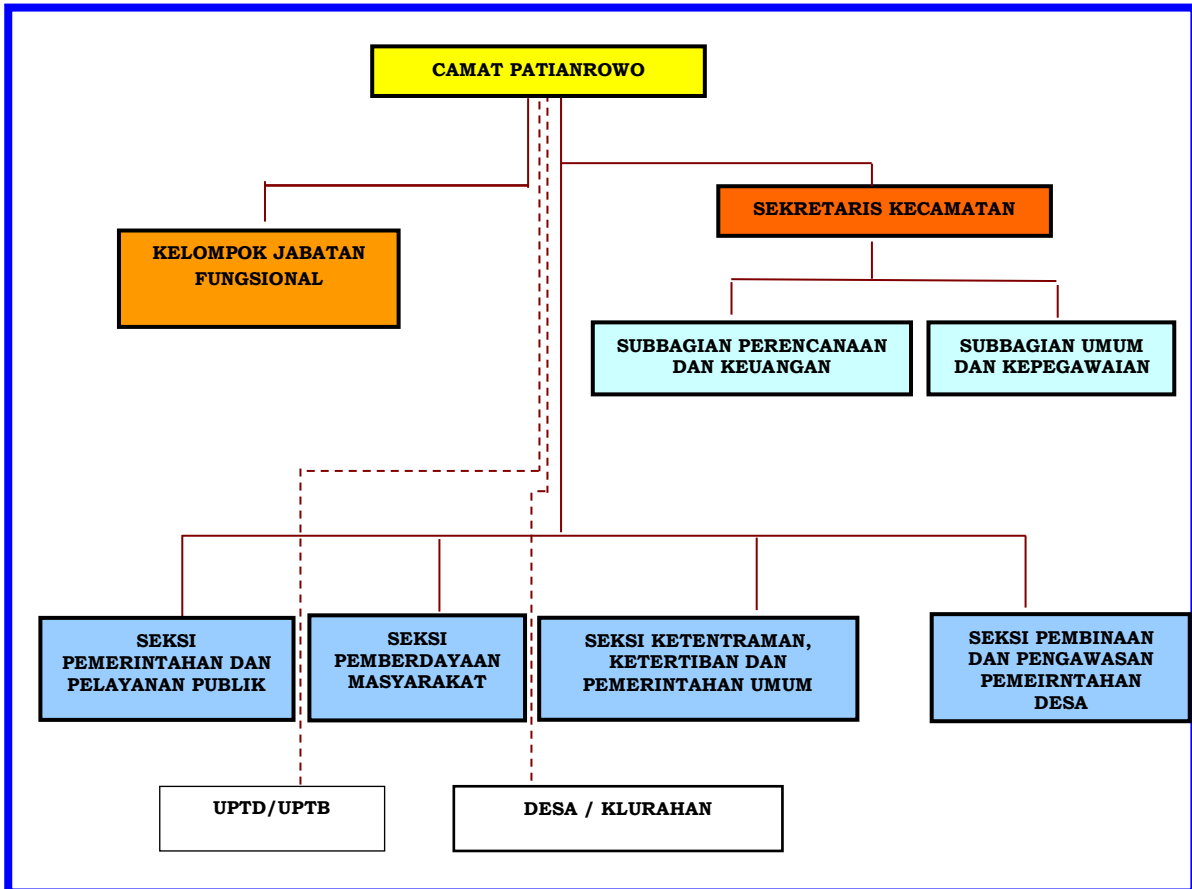 CAMAT PATIANROWO
SEKRETARIS KECAMATAN
KELOMPOK JABATAN
FUNGSIONAL
SUBBAGIAN PERENCANAAN
DAN KEUANGAN
SUBBAGIAN UMUM
DAN KEPEGAWAIAN
SEKSI
PEMERINTAHAN DAN
PELAYANAN PUBLIK
SEKSI
PEMBERDAYAAN
MASYARAKAT
SEKSI KETENTRAMAN,
KETERTIBAN DAN
PEMERINTAHAN UMUM
SEKSI PEMBINAAN
DAN PENGAWASAN
PEMEIRNTAHAN
DESA
UPTD/UPTB
DESA / KLURAHAN